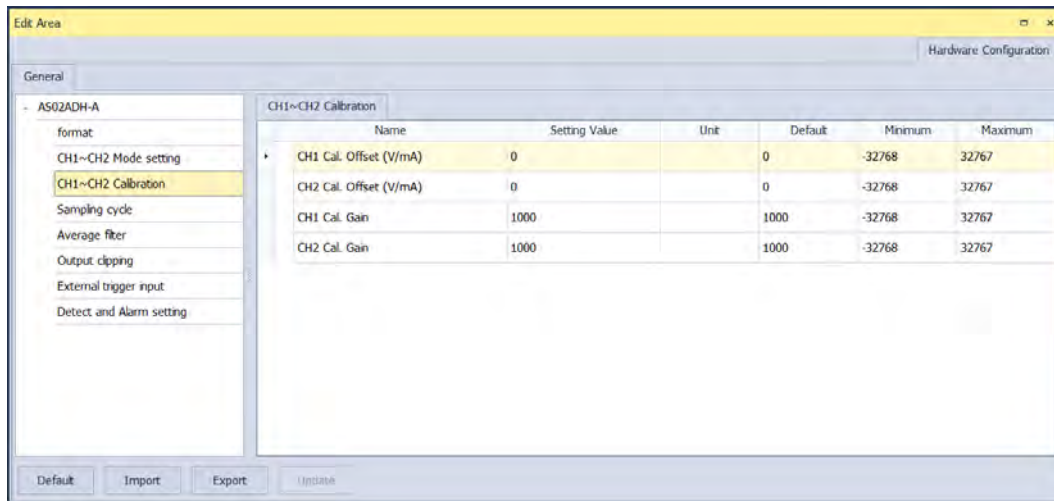 Edit Area
Hardware Configuration
General
AS02ADH-A
format
CH1~CH2 Mode setting
CH1~CH2 Calibration
Sampling cycle
Average filter
Output clipping
External trigger input
Detect and Alarm setting
CH1~CH2 Calibration
Name Setting Value Unit Default Minimum Maximum
CH1 Cal. Offset (V/mA) 0 0 -32768 32767
CH2 Cal. Offset (V/mA) 0 0 -32768 32767
CH1 Cal. Gain 1000 1000 -32768 32767
CH2 Cal. Gain 1000 1000 -32768 32767
Default Import Export Update